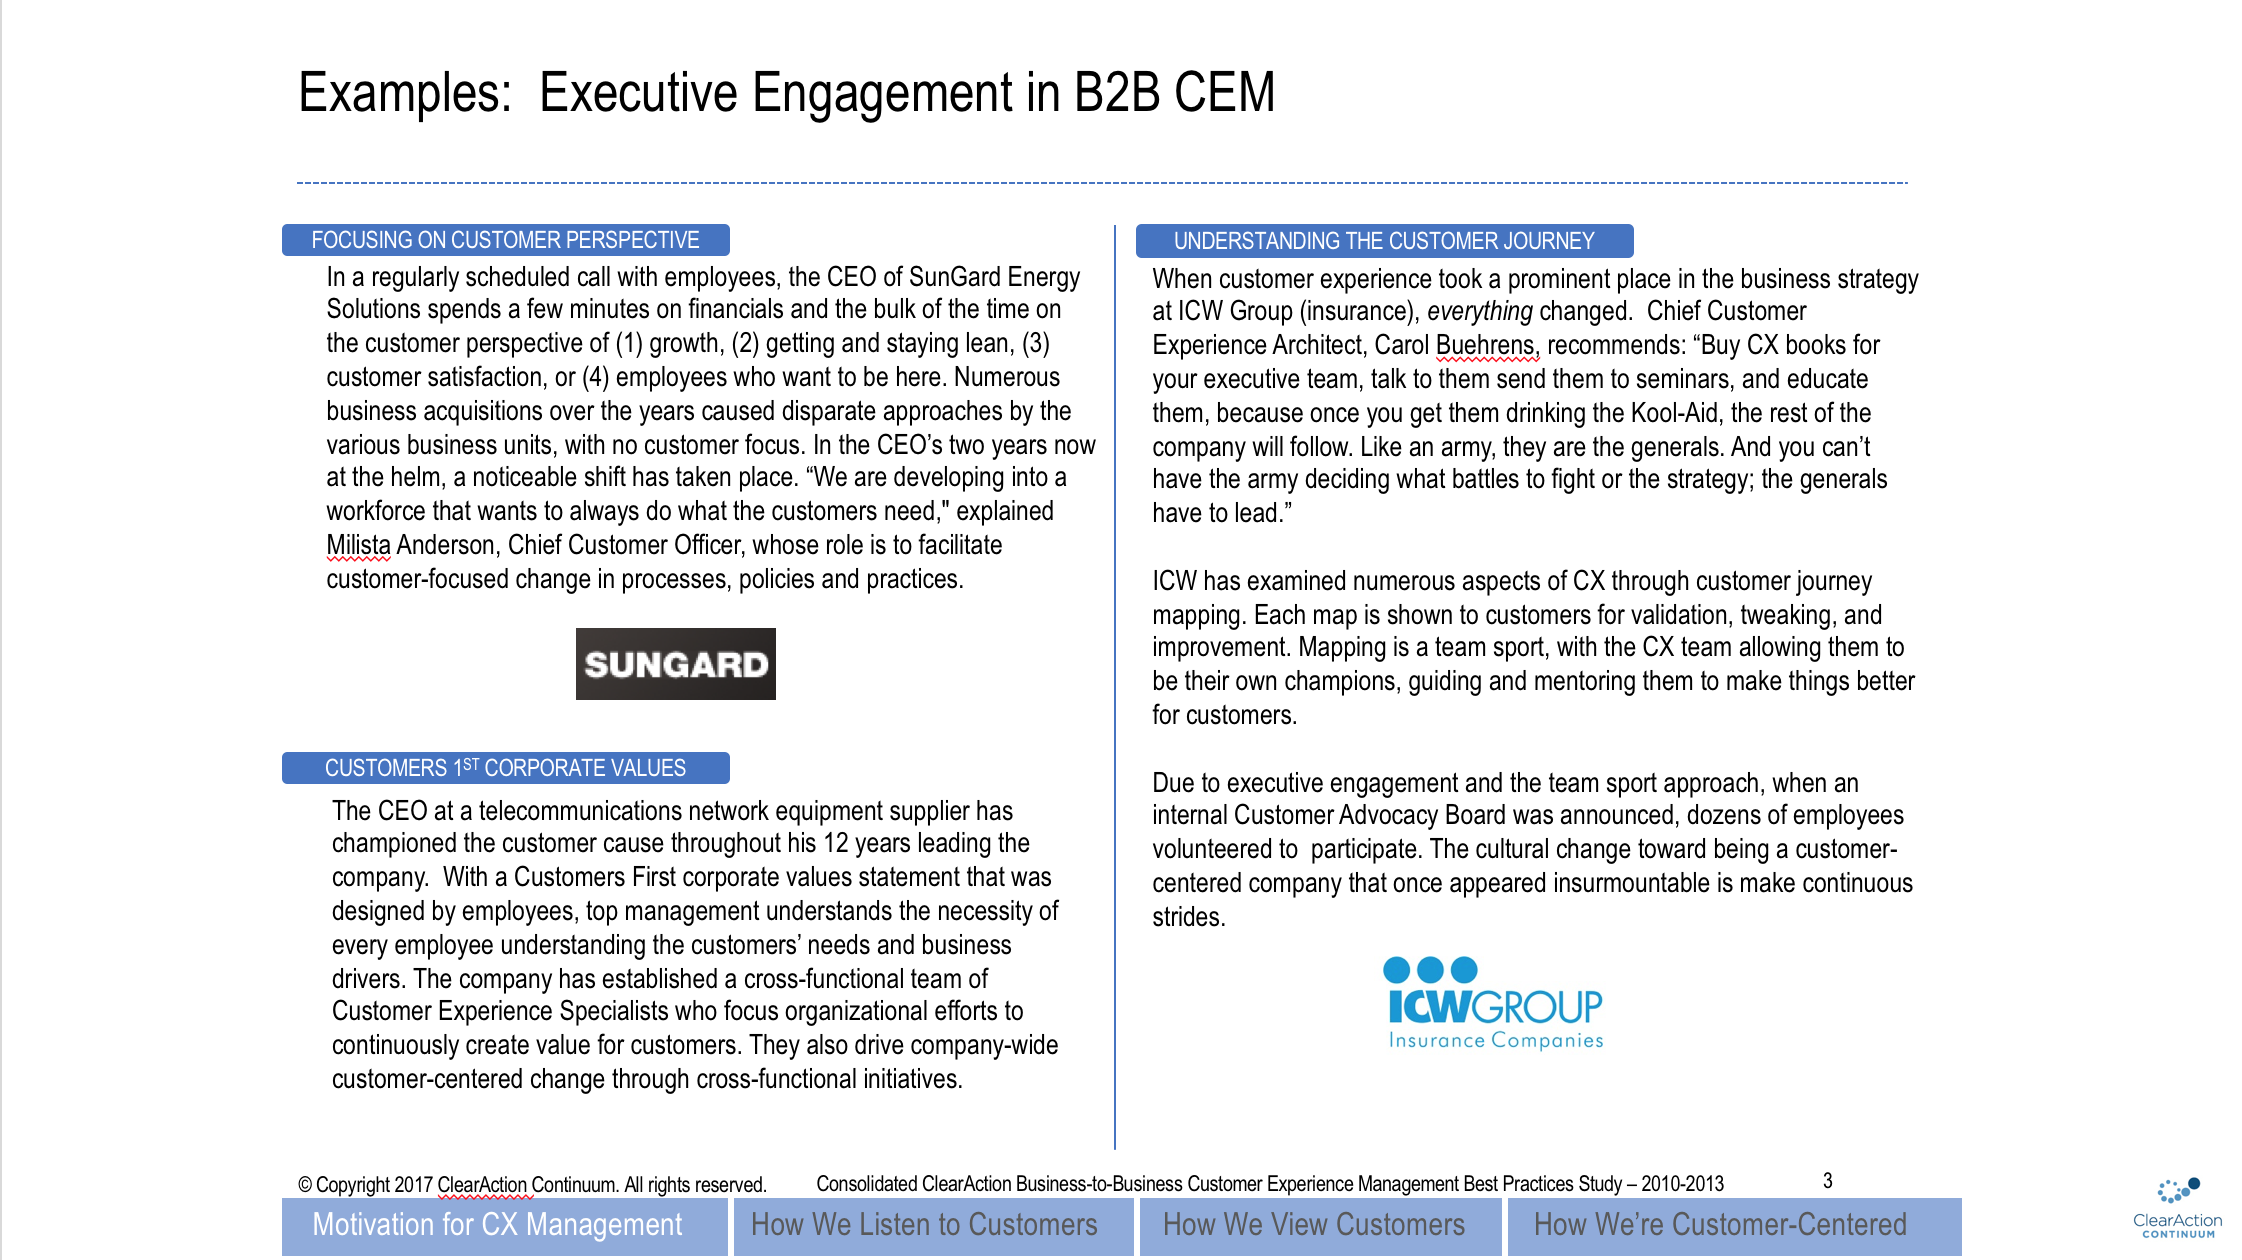 Examples:  Executive Engagement in B2B CEM
FOCUSING ON CUSTOMER PERSPECTIVE
In a regularly scheduled call with employees, the CEO of SunGard Energy
Solutions spends a few minutes on financials and the bulk of the time on
the customer perspective of (1) growth, (2) getting and staying lean, (3)
customer satisfaction, or (4) employees who want to be here. Numerous
business acquisitions over the years caused disparate approaches by the
various business units, with no customer focus. In the CEO’s two years now
at the helm, a noticeable shift has taken place. “We are developing into a
workforce that wants to always do what the customers need," explained
Milista Anderson, Chief Customer Officer, whose role is to facilitate
customer-focused change in processes, policies and practices.
SUNGARD
CUSTOMERS 1ST CORPORATE VALUES
The CEO at a telecommunications network equipment supplier has
championed the customer cause throughout his 12 years leading the
company.  With a Customers First corporate values statement that was
designed by employees, top management understands the necessity of
every employee understanding the customers’ needs and business
drivers. The company has established a cross-functional team of
Customer Experience Specialists who focus organizational efforts to
continuously create value for customers. They also drive company-wide
customer-centered change through cross-functional initiatives.
UNDERSTANDING THE CUSTOMER JOURNEY
When customer experience took a prominent place in the business strategy
at ICW Group (insurance), everything changed.  Chief Customer
Experience Architect, Carol Buehrens, recommends: “Buy CX books for
your executive team, talk to them send them to seminars, and educate
them, because once you get them drinking the Kool-Aid, the rest of the
company will follow. Like an army, they are the generals. And you can’t
have the army deciding what battles to fight or the strategy; the generals
have to lead.”
ICW has examined numerous aspects of CX through customer journey
mapping. Each map is shown to customers for validation, tweaking, and
improvement. Mapping is a team sport, with the CX team allowing them to
be their own champions, guiding and mentoring them to make things better
for customers.
Due to executive engagement and the team sport approach, when an
internal Customer Advocacy Board was announced, dozens of employees
volunteered to  participate. The cultural change toward being a customer-
centered company that once appeared insurmountable is make continuous
strides.
ICWGROUP
Insurance Companies
© Copyright 2017 ClearAction Continuum. All rights reserved.
Consolidated ClearAction Business-to-Business Customer Experience Management Best Practices Study – 2010-2013
3
Motivation for CX Management
How We Listen to Customers
How We View Customers
How We’re Customer-Centered
ClearAction
CONTINUUM